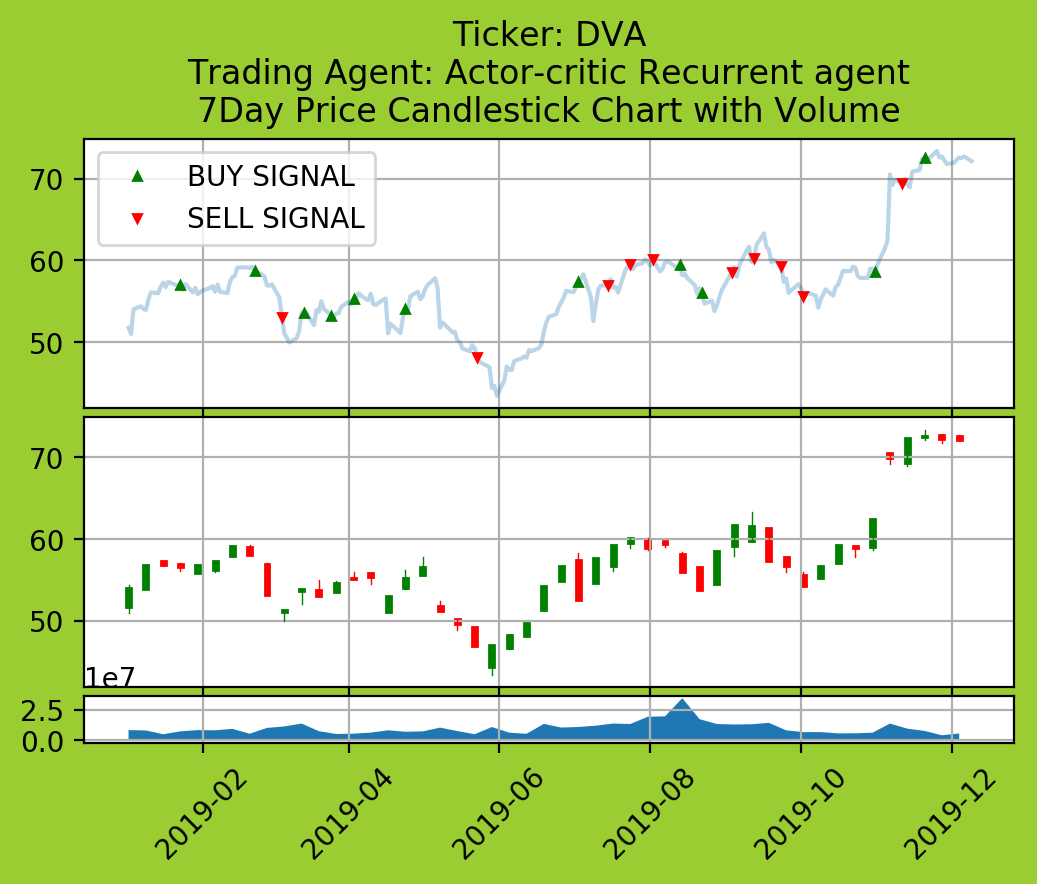 Ticker: DVA
Trading Agent: Actor-critic Recurrent agent
7Day Price Candlestick Chart with Volume
BUY SIGNAL
SELL SIGNAL
70
60
50
70
60
50
1e7
2.5
0.0
2019-02
2019-04
2019-06
2019-08
2019-10
2019-12